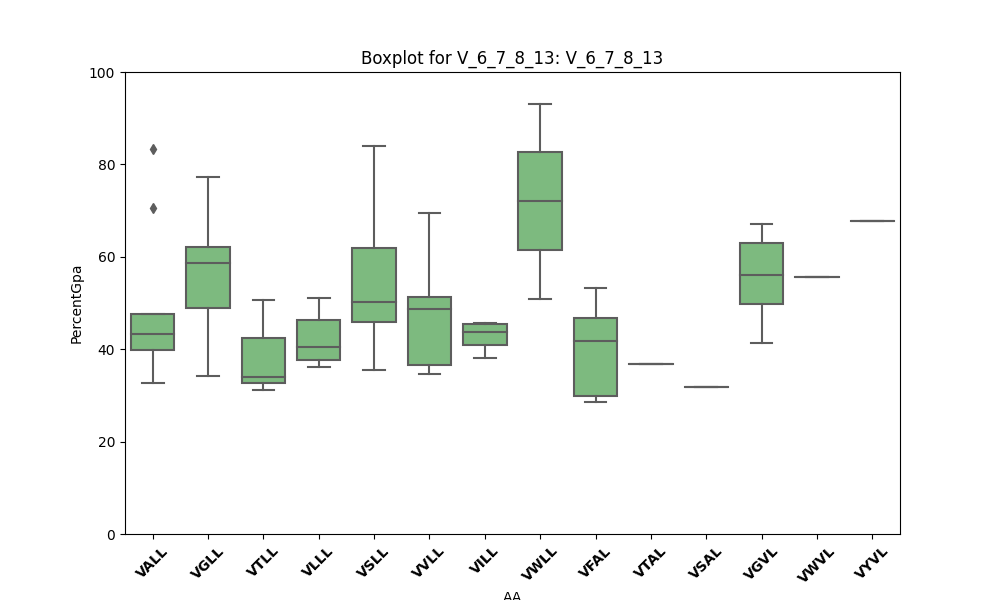 Boxplot for V_6_7_8_13: V_6_7_8_13
100
80
60
40
20
0
PercentGpa
VALL VGLL VTLL VLLL VSLL VVLL VILL VWLL VFAL VTAL VSAL VGVL VWVL VYVL
AA